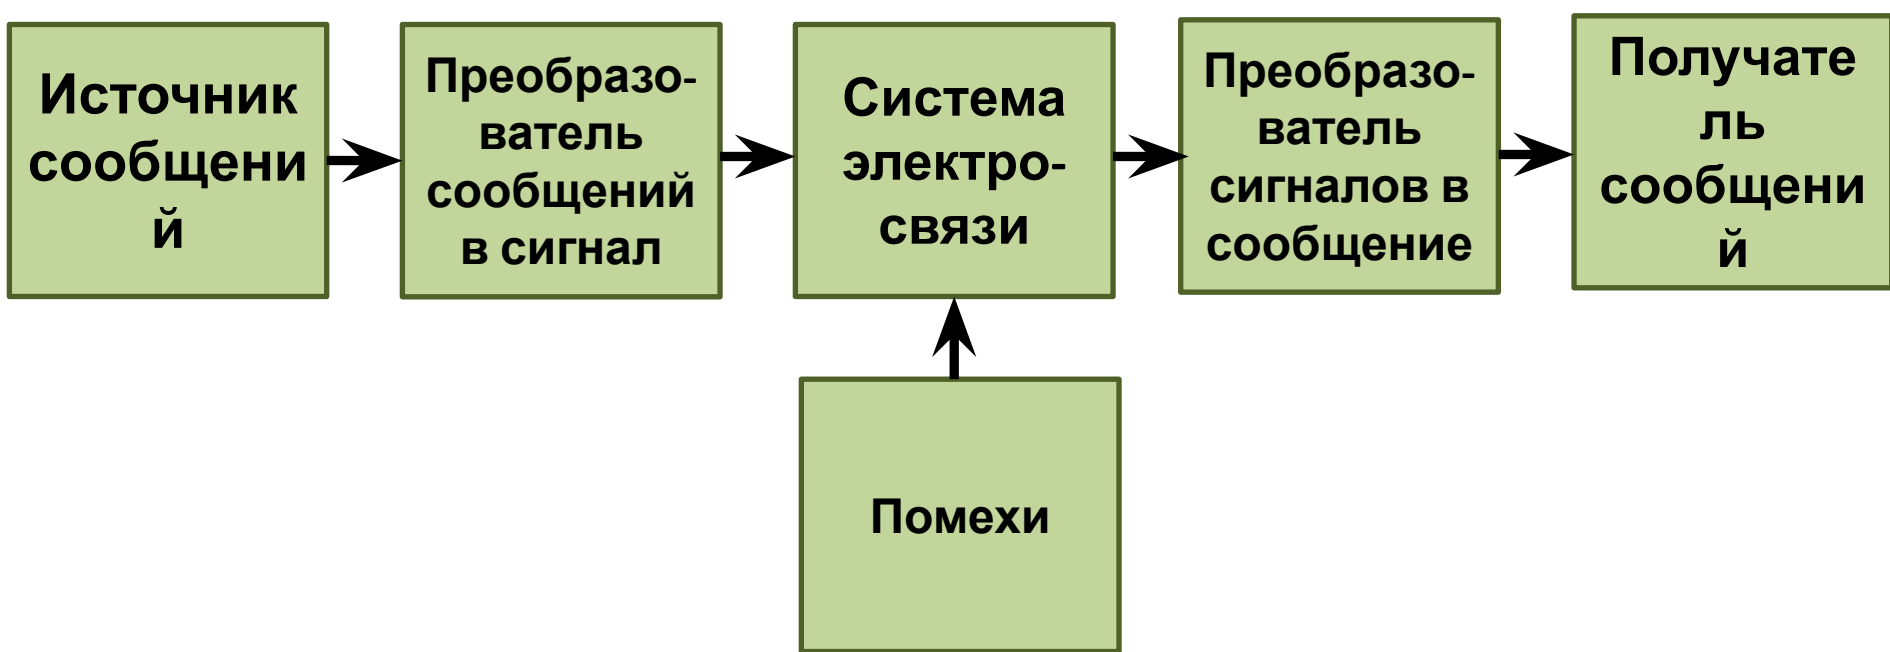 Источник
сообщени
й
Преобразо-
ватель
сообщений
в сигнал
Система
электро-
связи
Преобразо-
ватель
сигналов в
сообщение
Получате
ль
сообщени
й
Помехи